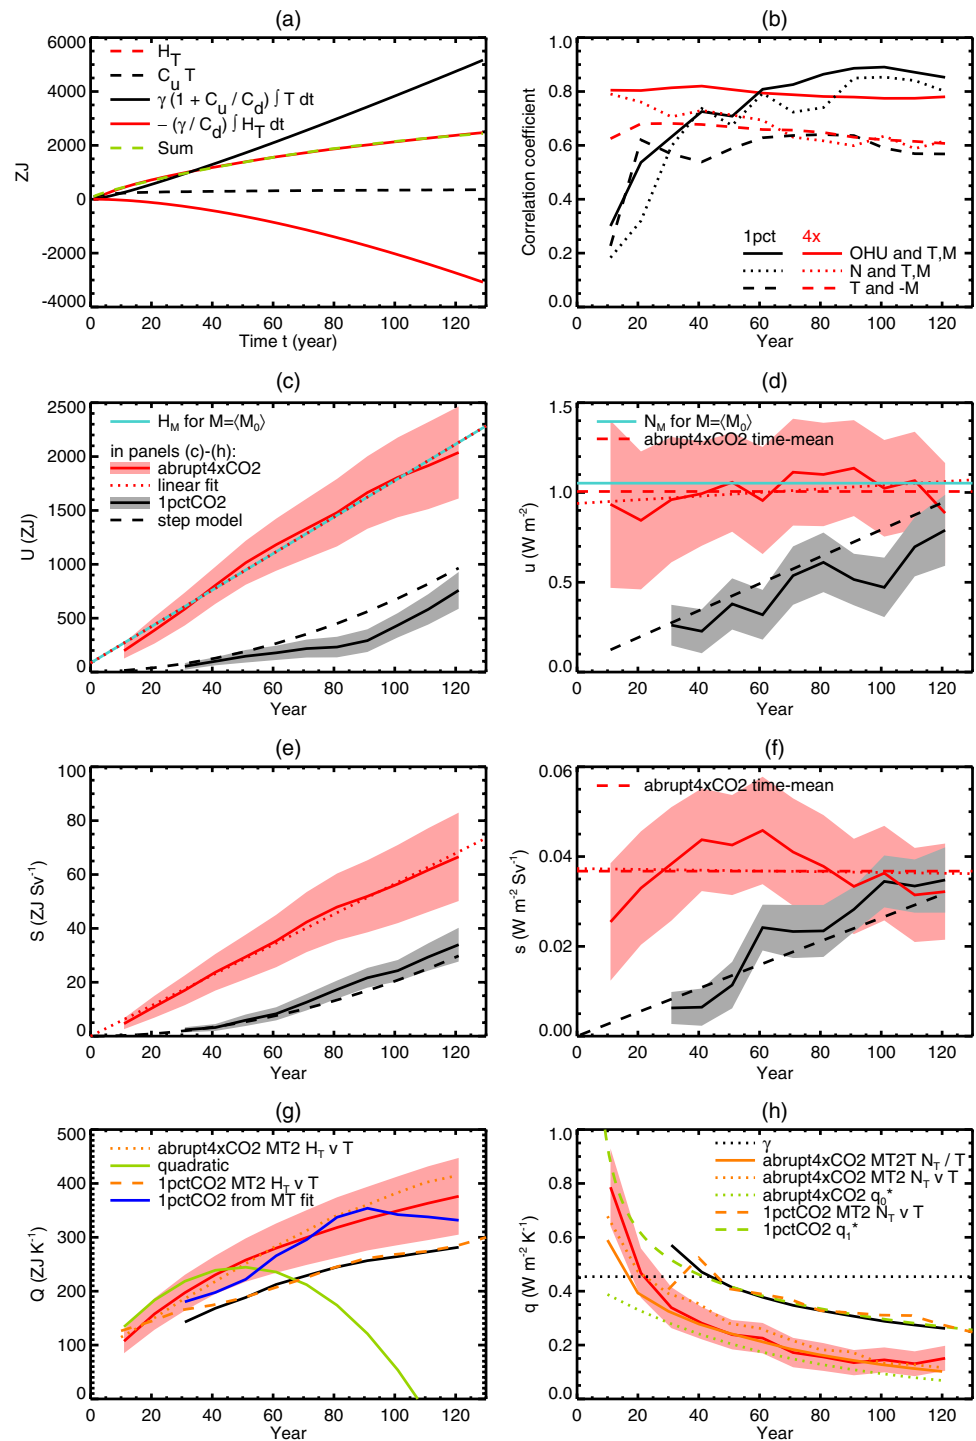 (a)
6000
4000
2000
0
-2000
-4000
ZJ
H_T
C_u T
γ (1 + C_u / C_d) ∫ T dt
− (γ / C_d) ∫ H_T dt
Sum
0 20 40 60 80 100 120
Time t (year)
(b)
1.0
0.8
0.6
0.4
0.2
0.0
Correlation coefficient
1pct 4x
OHU and T,M
N and T,M
T and -M
0 20 40 60 80 100 120
Year
(c)
2500
2000
1500
1000
500
0
U (ZJ)
H_M for M=⟨M_0⟩
in panels (c)-(h):
abrupt4xCO2
linear fit
1pctCO2
step model
0 20 40 60 80 100 120
Year
(d)
1.5
1.0
0.5
0.0
u (W m⁻²)
N_M for M=⟨M_0⟩
abrupt4xCO2 time-mean
0 20 40 60 80 100 120
Year
(e)
100
80
60
40
20
0
S (ZJ Sv⁻¹)
0 20 40 60 80 100 120
Year
(f)
0.06
0.04
0.02
0.00
s (W m⁻² Sv⁻¹)
abrupt4xCO2 time-mean
0 20 40 60 80 100 120
Year
(g)
500
400
300
200
100
0
Q (ZJ K⁻¹)
abrupt4xCO2 MT2 H_T v T
quadratic
1pctCO2 MT2 H_T v T
1pctCO2 from MT fit
0 20 40 60 80 100 120
Year
(h)
1.0
0.8
0.6
0.4
0.2
0.0
q (W m⁻² K⁻¹)
γ
abrupt4xCO2 MT2T N_T / T
abrupt4xCO2 MT2 N_T v T
abrupt4xCO2 q_0^*
1pctCO2 MT2 N_T v T
1pctCO2 q_1^*
0 20 40 60 80 100 120
Year